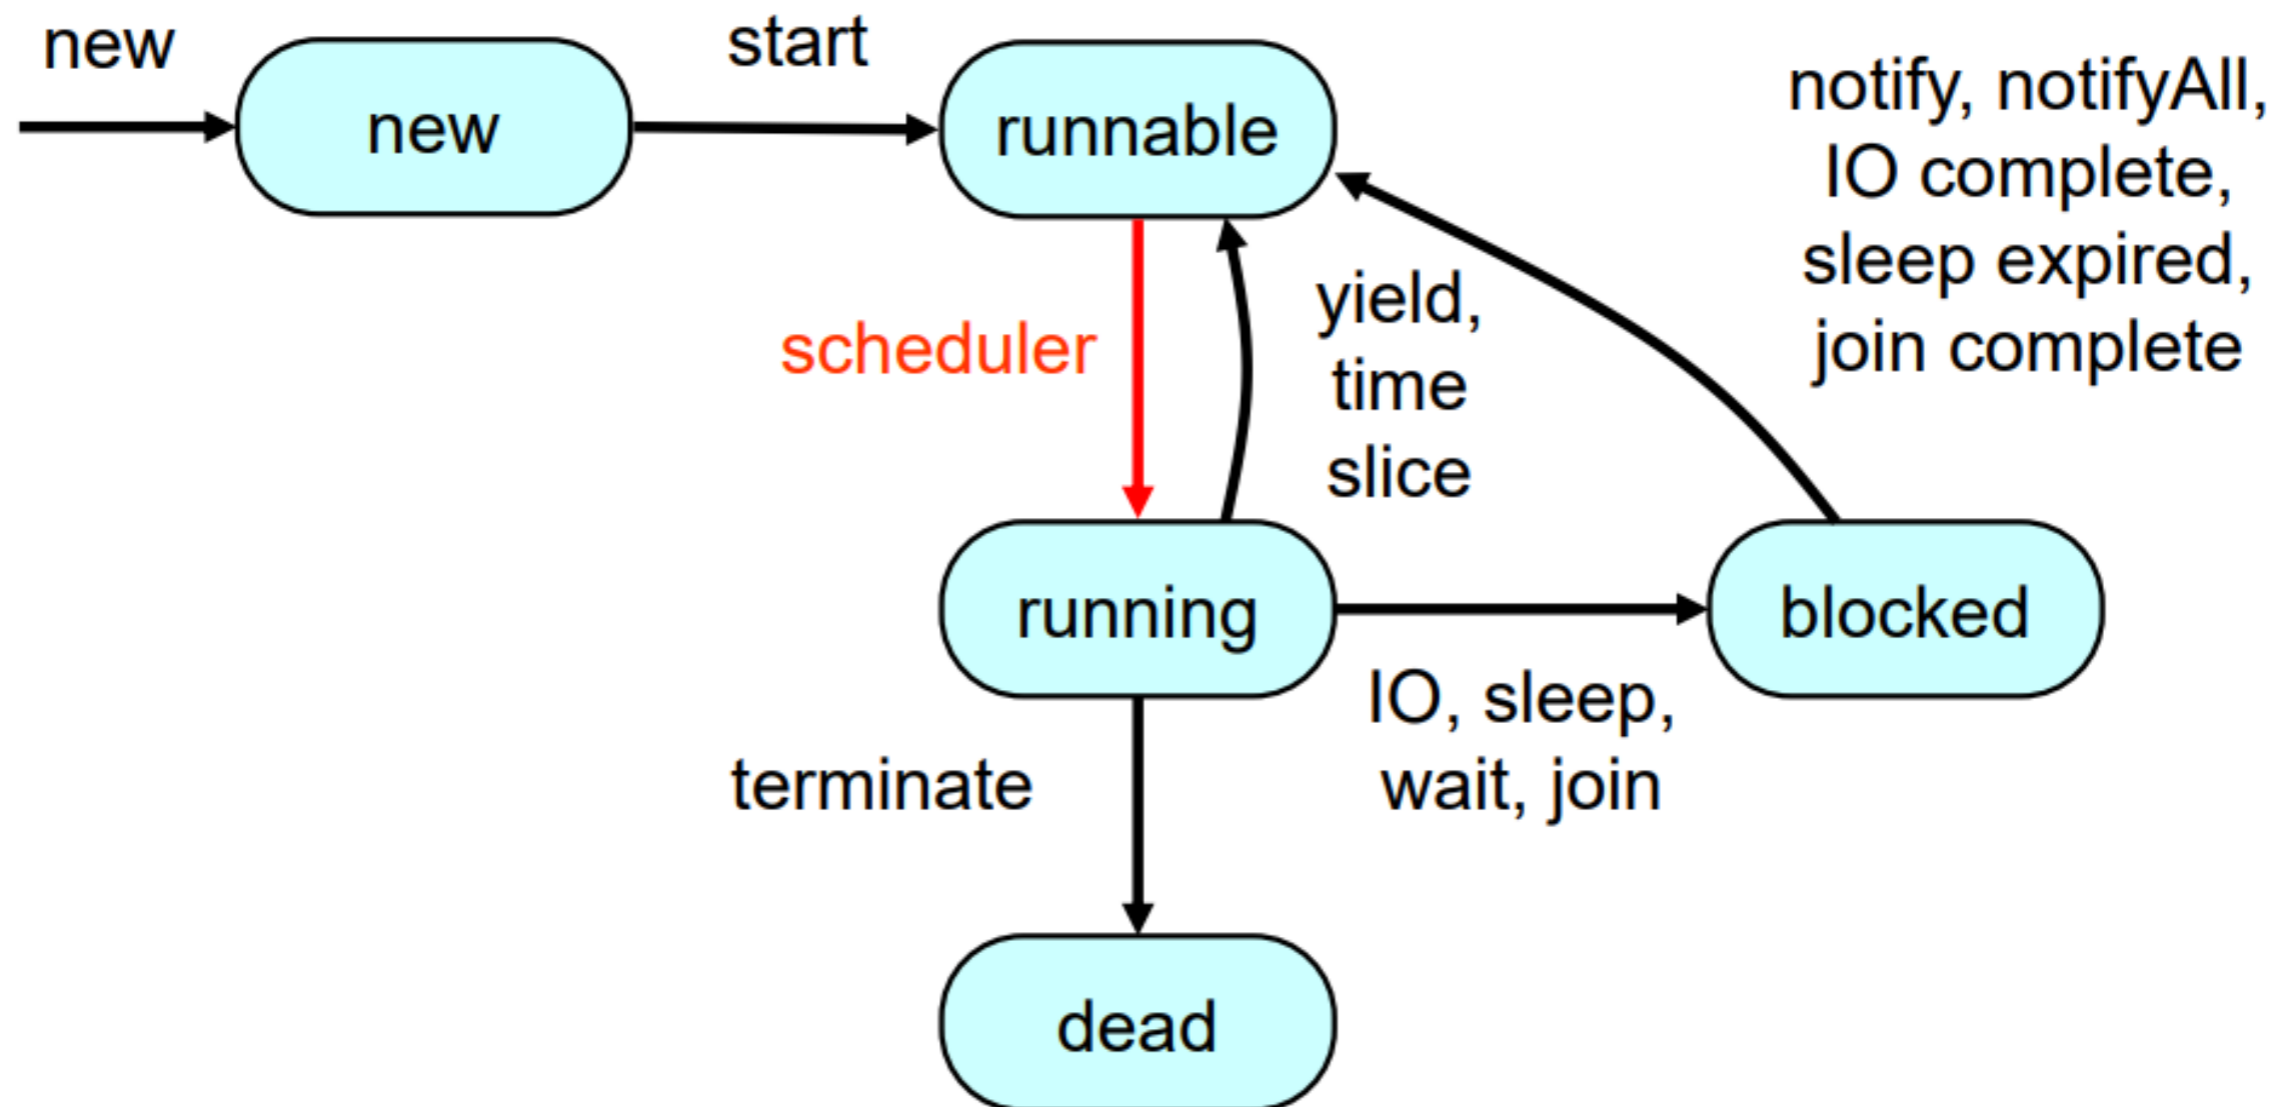 new
new
start
runnable
notify, notifyAll,
IO complete,
sleep expired,
join complete
scheduler
yield,
time
slice
running
blocked
IO, sleep,
wait, join
terminate
dead